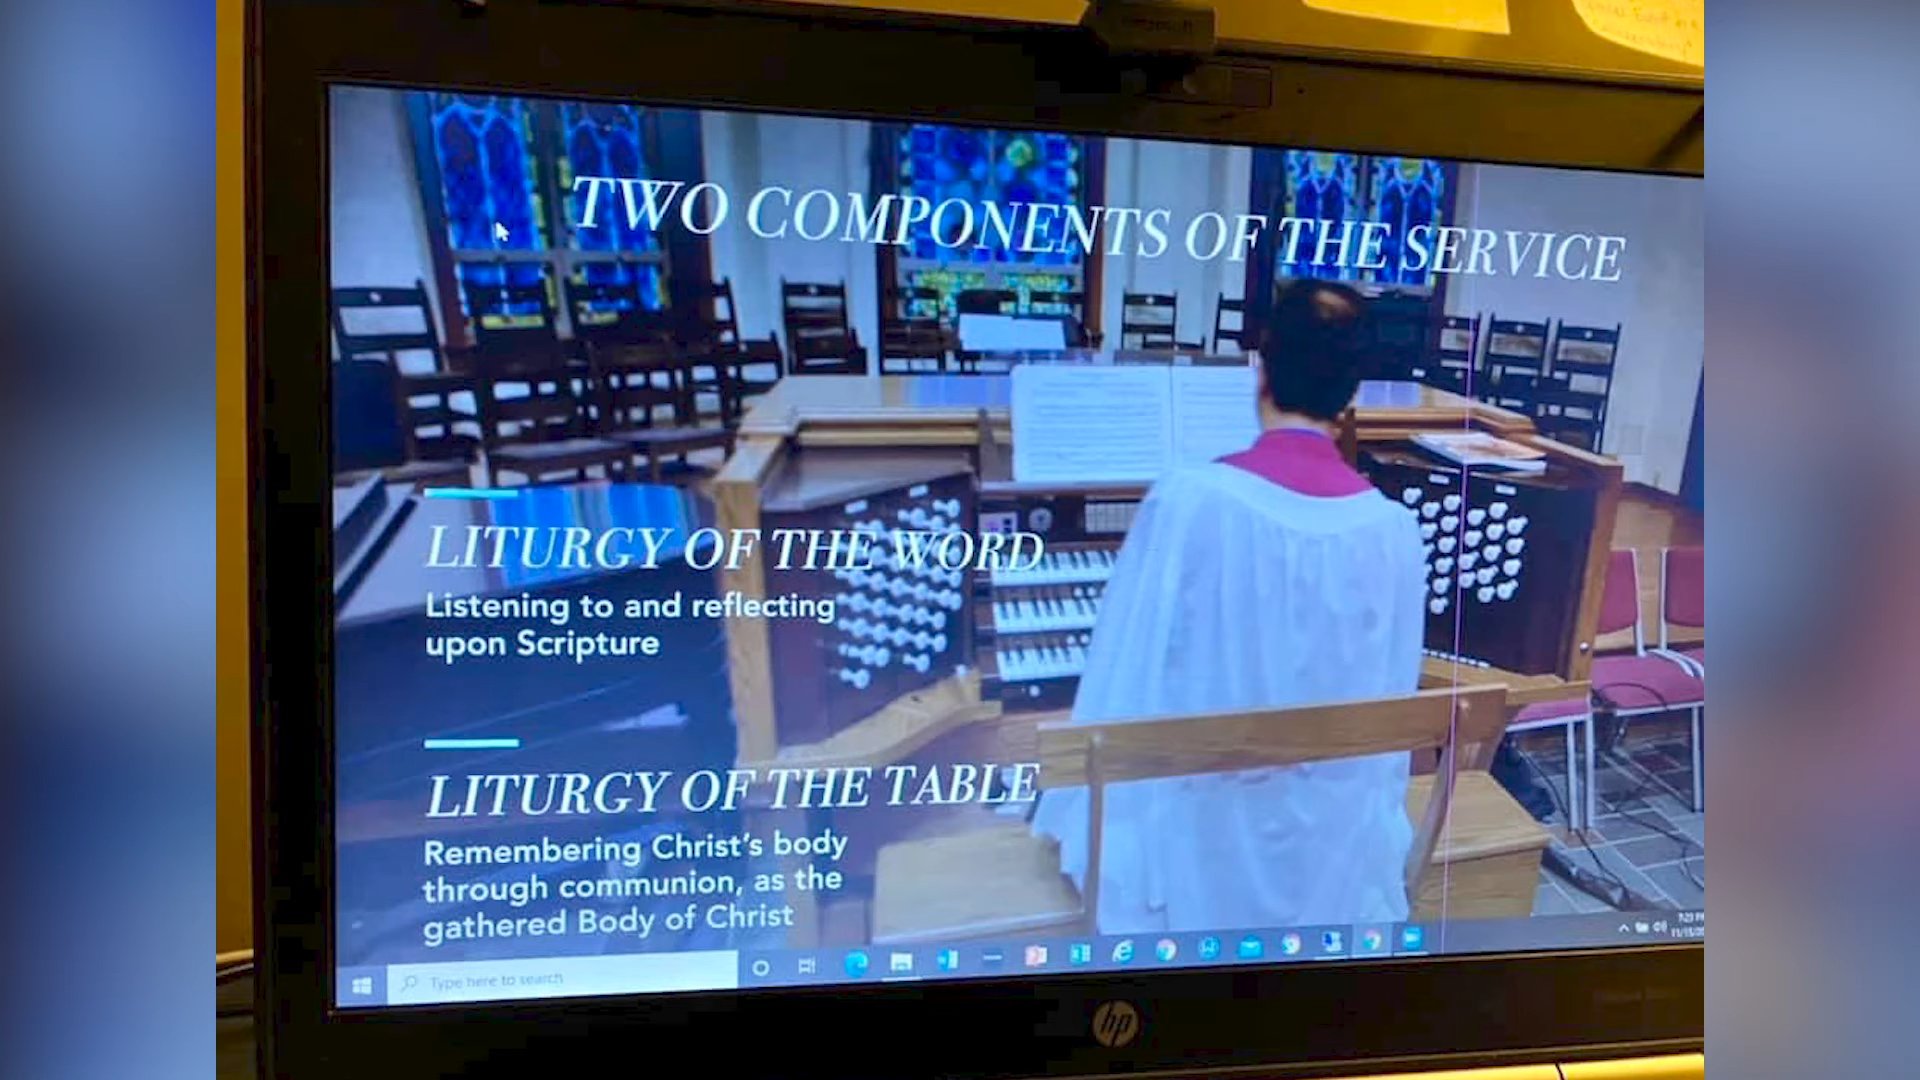 TWO COMPONENTS OF THE SERVICE
LITURGY OF THE WORD
Listening to and reflecting
upon Scripture
LITURGY OF THE TABLE
Remembering Christ's body
through communion, as the
gathered Body of Christ
Type here to search
hp